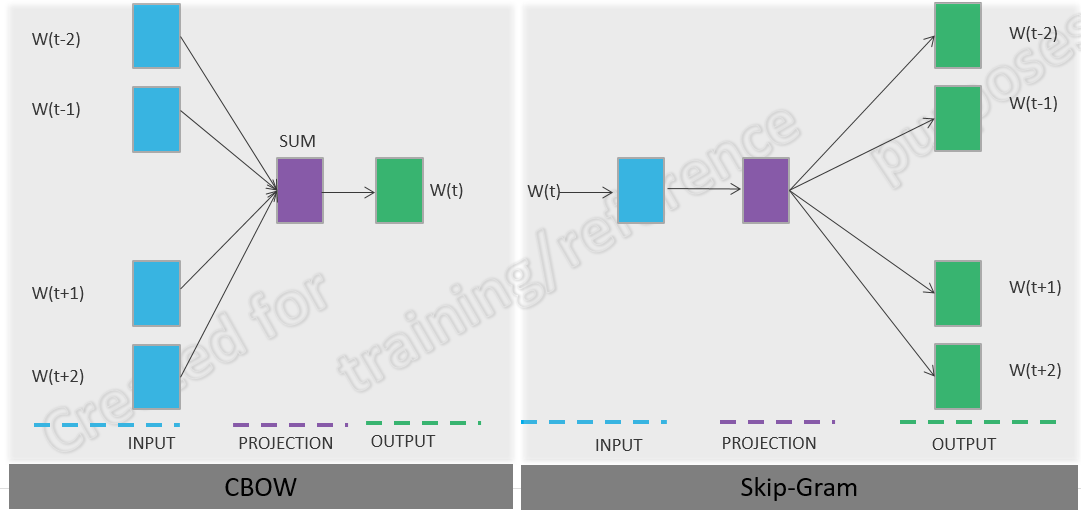 W(t-2)
W(t-1)
SUM
W(t)
W(t+1)
W(t+2)
INPUT
PROJECTION
OUTPUT
CBOW
W(t-2)
W(t-1)
W(t)
W(t+1)
W(t+2)
INPUT
PROJECTION
OUTPUT
Skip-Gram
Created for
training/reference
purposes